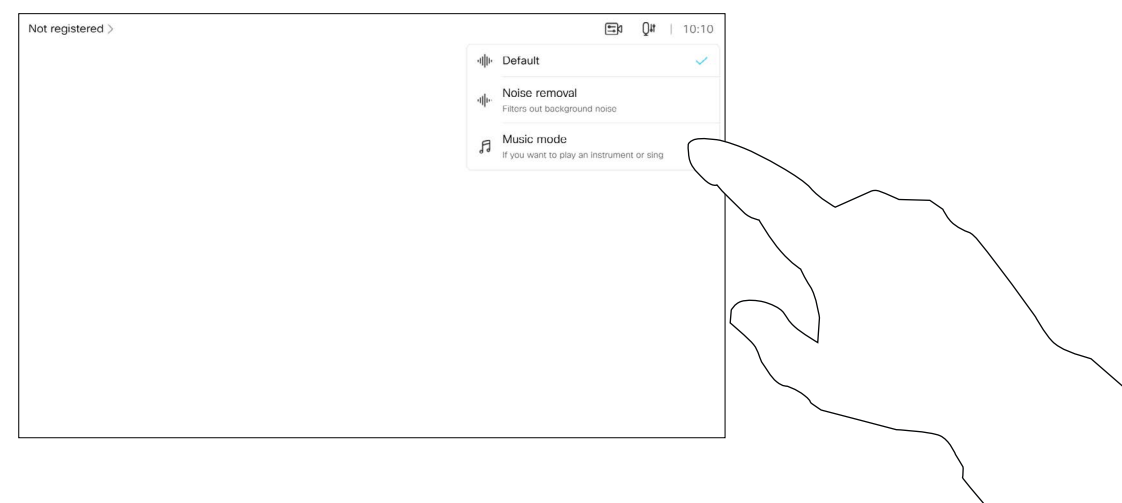 Not registered >
10:10
Default
Noise removal
Filters out background noise
Music mode
If you want to play an instrument or sing